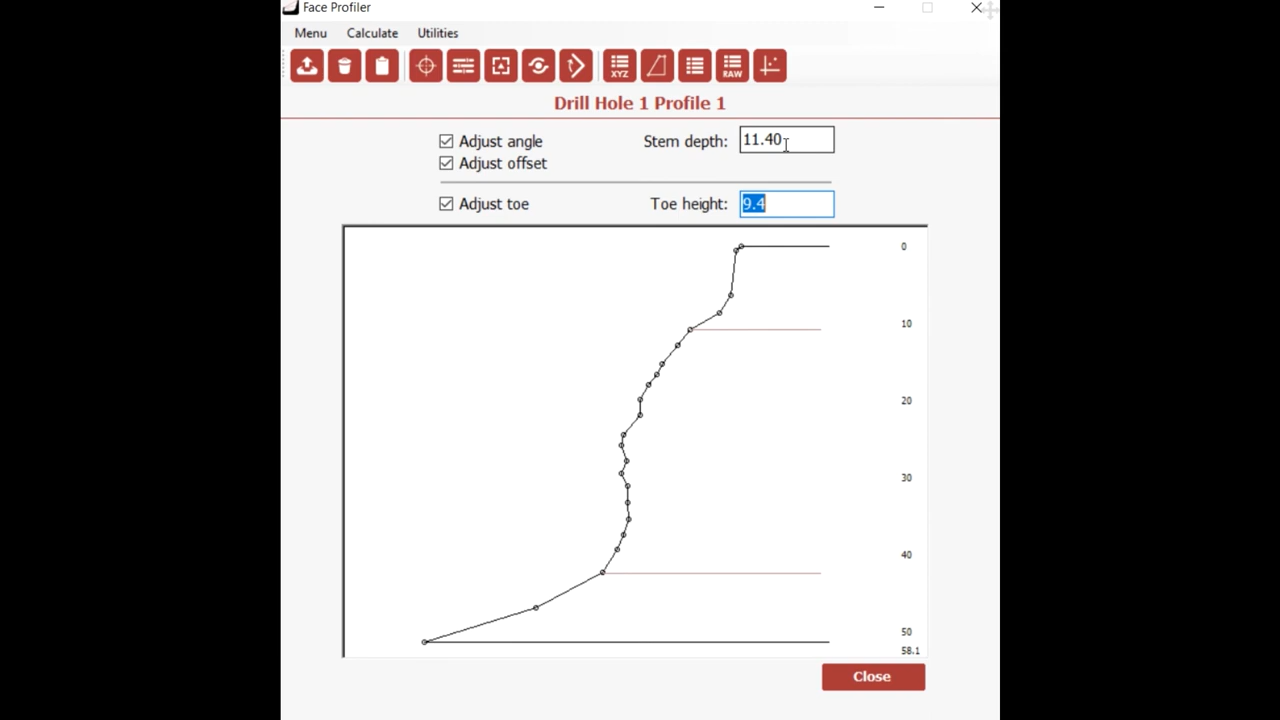 Face Profiler
Menu Calculate Utilities
XYZ RAW
Drill Hole 1 Profile 1
Adjust angle Stem depth: 11.40
Adjust offset
Adjust toe Toe height: 9.4
0
10
20
30
40
50
58.1
Close